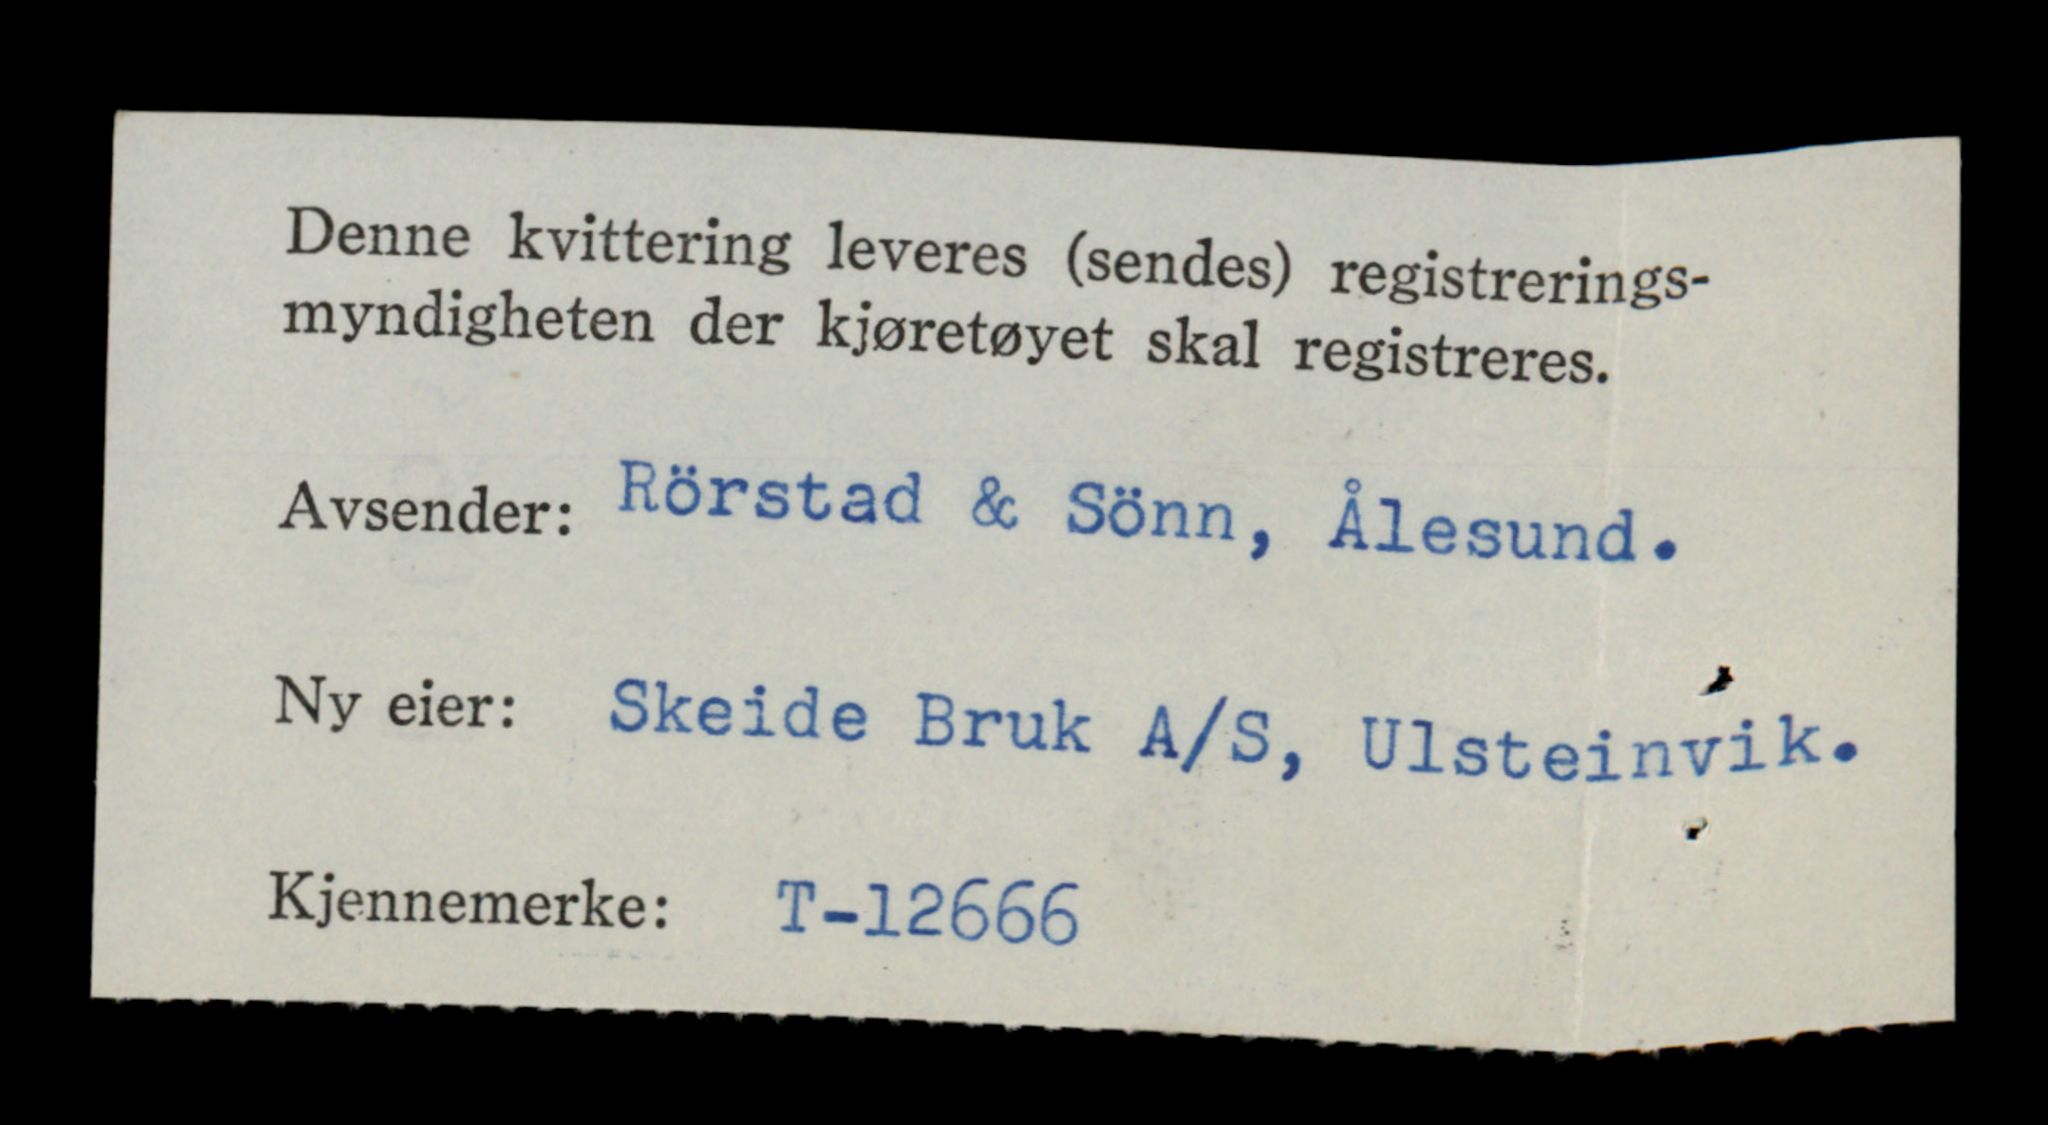 Denne kvittering leveres (sendes) registrerings-
myndigheten der kjøretøyet skal registreres.
Avsender: Rörstad & Sönn, Ålesund.
Ny eier: Skeide Bruk A/S, Ulsteinvik.
Kjennemerke: T-12666